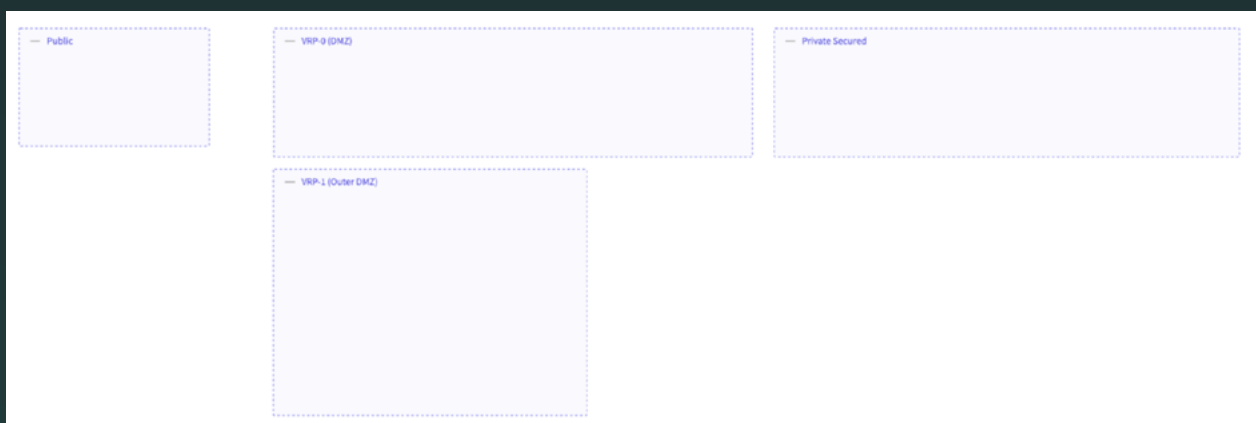 Public
VRP-0 (DMZ)
Private Secured
VRP-1 (Outer DMZ)